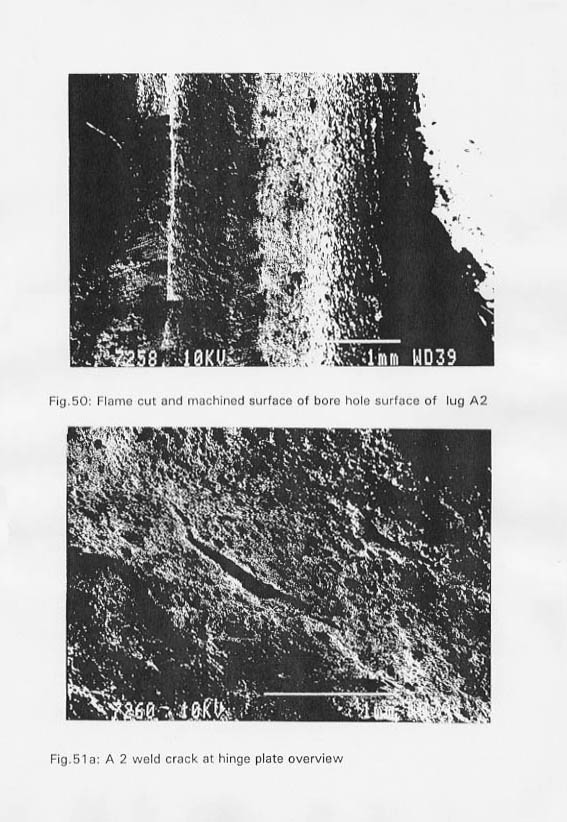 7258 10KV 1mm WD39
Fig.50: Flame cut and machined surface of bore hole surface of lug A2
7260 10KV 1mm
Fig.51a: A 2 weld crack at hinge plate overview